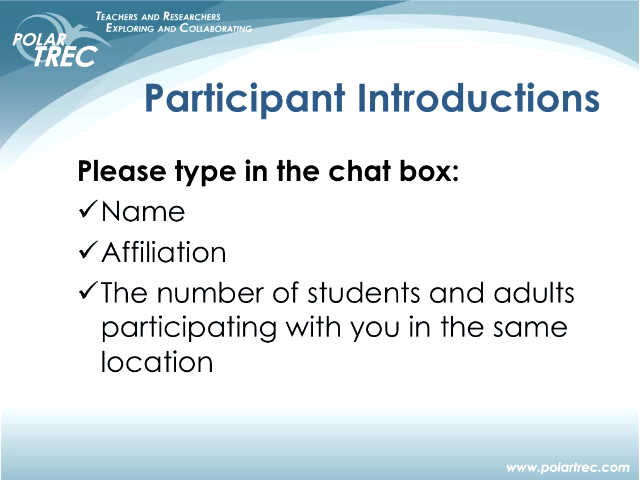 TEACHERS AND RESEARCHERS
EXPLORING AND COLLABORATING
POLAR
TREC
Participant Introductions
Please type in the chat box:
✓Name
✓Affiliation
✓The number of students and adults
participating with you in the same
location
www.polartrec.com